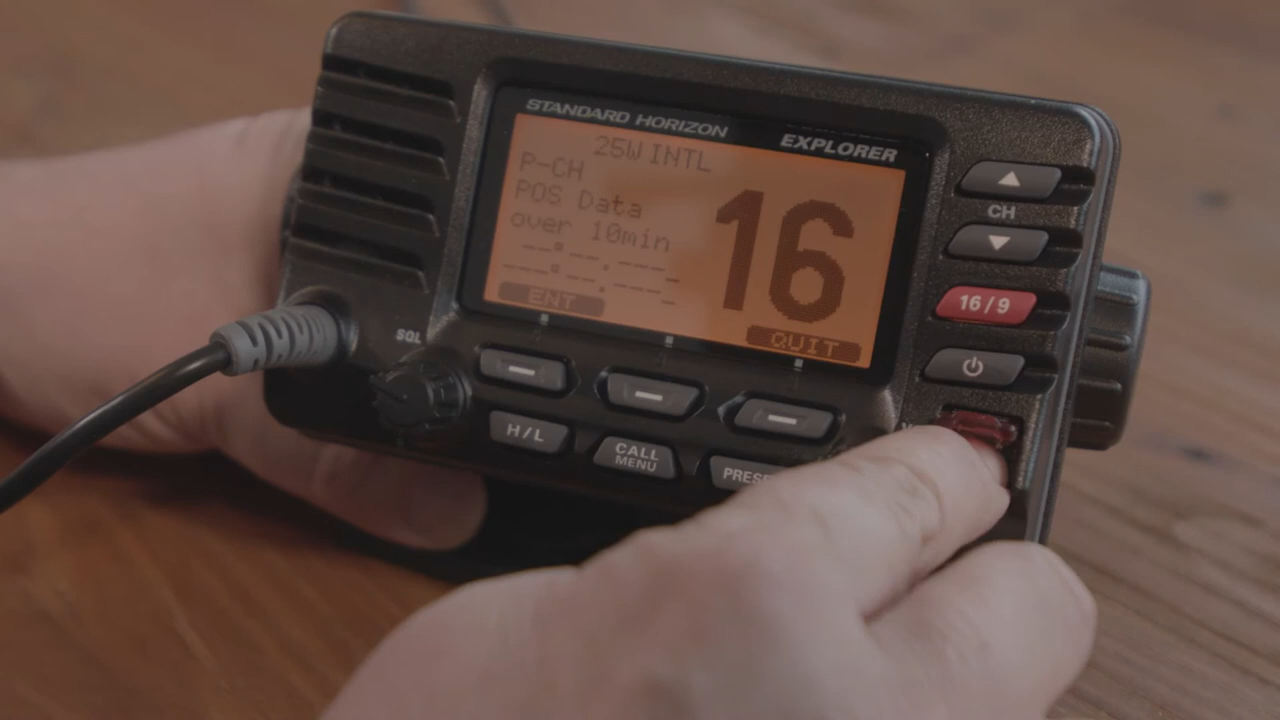 STANDARD HORIZON
EXPLORER
25W INTL
P-CH
POS Data
over 10min
16
ENT
QUIT
CH
16/9
SQL
H/L
CALL
MENU